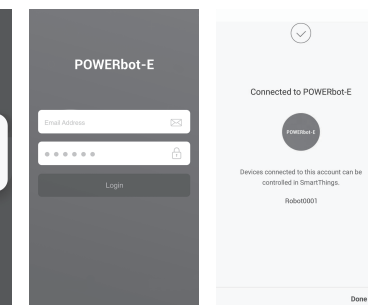 POWERbot-E
Email Address
Login
Connected to POWERbot-E
POWERbot-E
Devices connected to this account can be
controlled in SmartThings.
Robot0001
Done